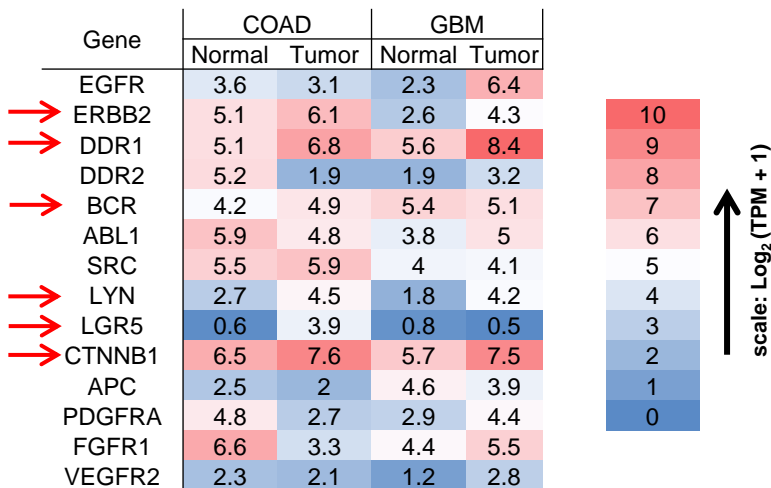 Gene COAD GBM
Normal Tumor Normal Tumor
EGFR 3.6 3.1 2.3 6.4
ERBB2 5.1 6.1 2.6 4.3
DDR1 5.1 6.8 5.6 8.4
DDR2 5.2 1.9 1.9 3.2
BCR 4.2 4.9 5.4 5.1
ABL1 5.9 4.8 3.8 5
SRC 5.5 5.9 4 4.1
LYN 2.7 4.5 1.8 4.2
LGR5 0.6 3.9 0.8 0.5
CTNNB1 6.5 7.6 5.7 7.5
APC 2.5 2 4.6 3.9
PDGFRA 4.8 2.7 2.9 4.4
FGFR1 6.6 3.3 4.4 5.5
VEGFR2 2.3 2.1 1.2 2.8
10
9
8
7
6
5
4
3
2
1
0
scale: Log₂ (TPM + 1)